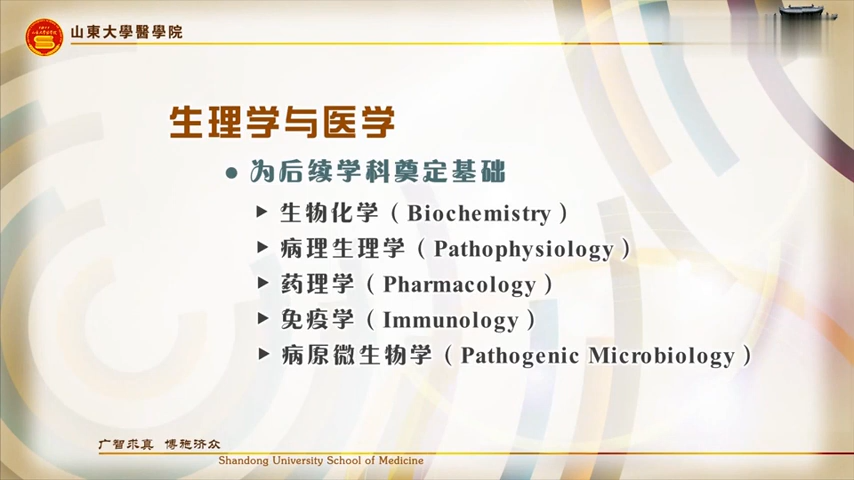 山東大學醫學院
生理学与医学
● 为后续学科奠定基础
▶ 生物化学（Biochemistry）
▶ 病理生理学（Pathophysiology）
▶ 药理学（Pharmacology）
▶ 免疫学（Immunology）
▶ 病原微生物学（Pathogenic Microbiology）
广智求真 博施济众
Shandong University School of Medicine